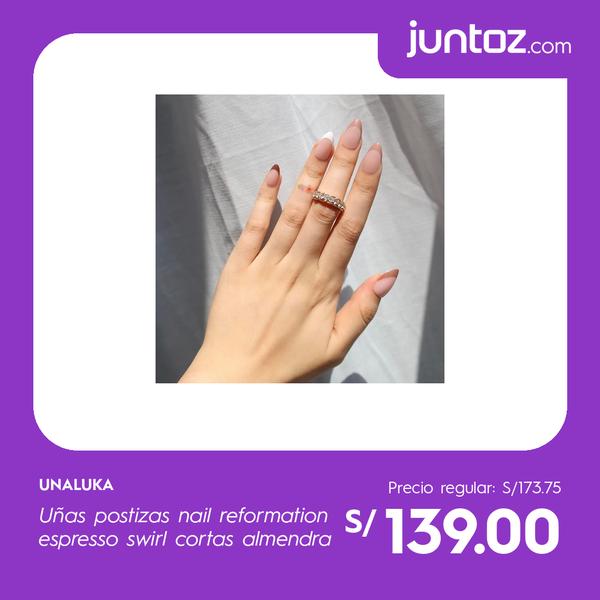 juntoz.com
UNALUKA
Uñas postizas nail reformation
espresso swirl cortas almendra
Precio regular: S/173.75
S/139.00